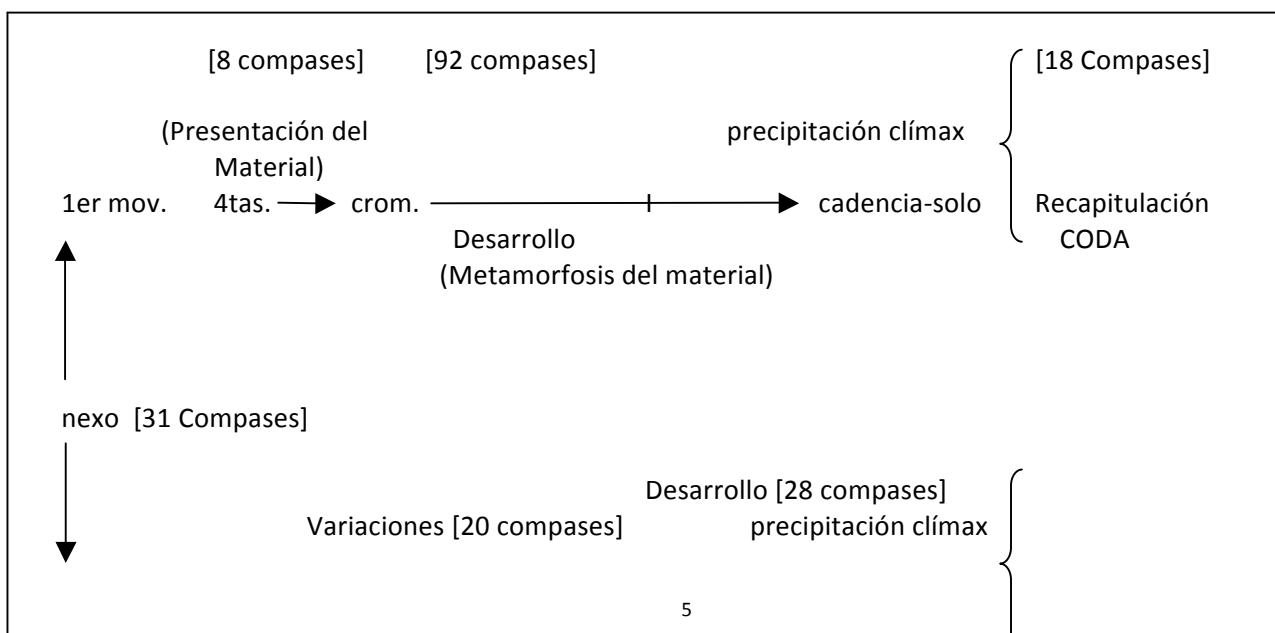 [8 compases] [92 compases] [18 Compases]
(Presentación del precipitación clímax
Material)
1er mov. 4tas. crom. cadencia-solo Recapitulación
Desarrollo CODA
(Metamorfosis del material)
nexo [31 Compases]
Desarrollo [28 compases]
Variaciones [20 compases] precipitación clímax
5